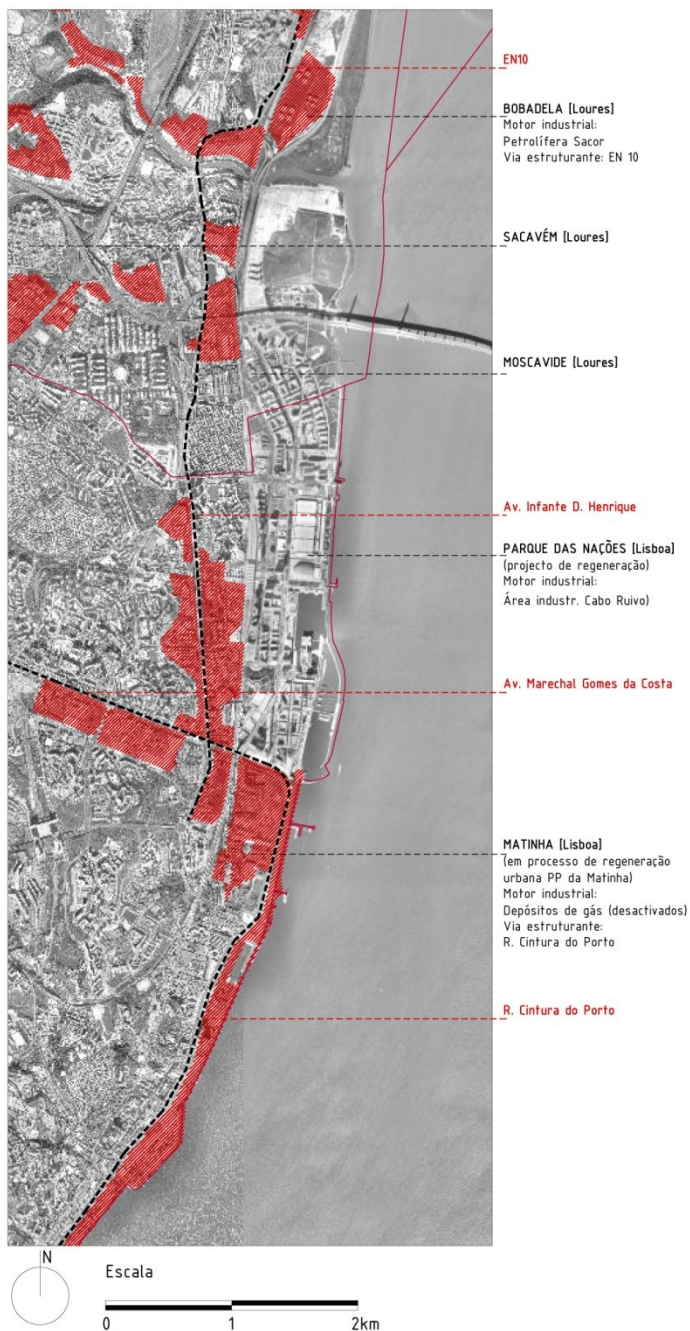 EN10
BOBADELA [Loures]
Motor industrial:
Petrolífera Sacor
Via estruturante: EN 10
SACAVÉM [Loures]
MOSCAVIDE [Loures]
Av. Infante D. Henrique
PARQUE DAS NAÇÕES [Lisboa]
(projecto de regeneração)
Motor industrial:
Área industr. Cabo Ruivo)
Av. Marechal Gomes da Costa
MATINHA [Lisboa]
(em processo de regeneração
urbana PP da Matinha)
Motor industrial:
Depósitos de gás (desactivados)
Via estruturante:
R. Cintura do Porto
R. Cintura do Porto
N
Escala
0 1 2km